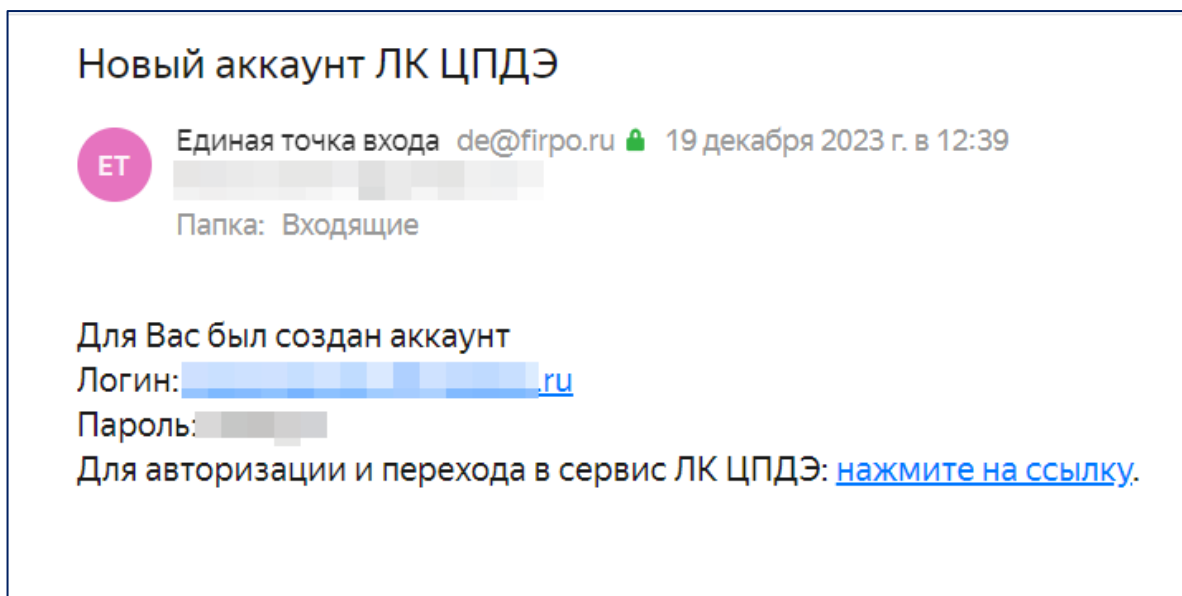 Новый аккаунт ЛК ЦПДЭ
ЕТ
Единая точка входа de@firpo.ru 19 декабря 2023 г. в 12:39
Папка: Входящие
Для Вас был создан аккаунт
Логин: .ru
Пароль:
Для авторизации и перехода в сервис ЛК ЦПДЭ: нажмите на ссылку.